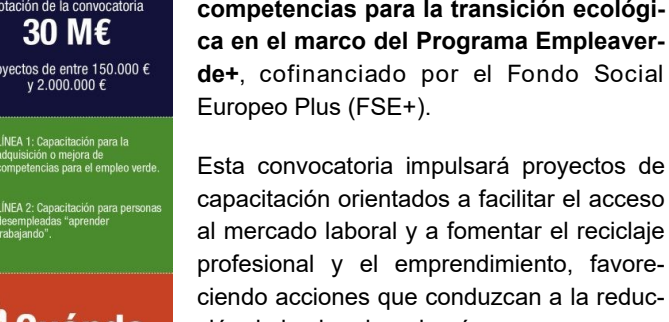 dotación de la convocatoria
30 M€
Proyectos de entre 150.000 €
y 2.000.000 €
LÍNEA 1: Capacitación para la
adquisición o mejora de
competencias para el empleo verde.
LÍNEA 2: Capacitación para personas
desempleadas “aprender
trabajando”.
competencias para la transición ecológi-
ca en el marco del Programa Empleaver-
de+, cofinanciado por el Fondo Social
Europeo Plus (FSE+).
Esta convocatoria impulsará proyectos de
capacitación orientados a facilitar el acceso
al mercado laboral y a fomentar el reciclaje
profesional y el emprendimiento, favore-
ciendo acciones que conduzcan a la reduc-